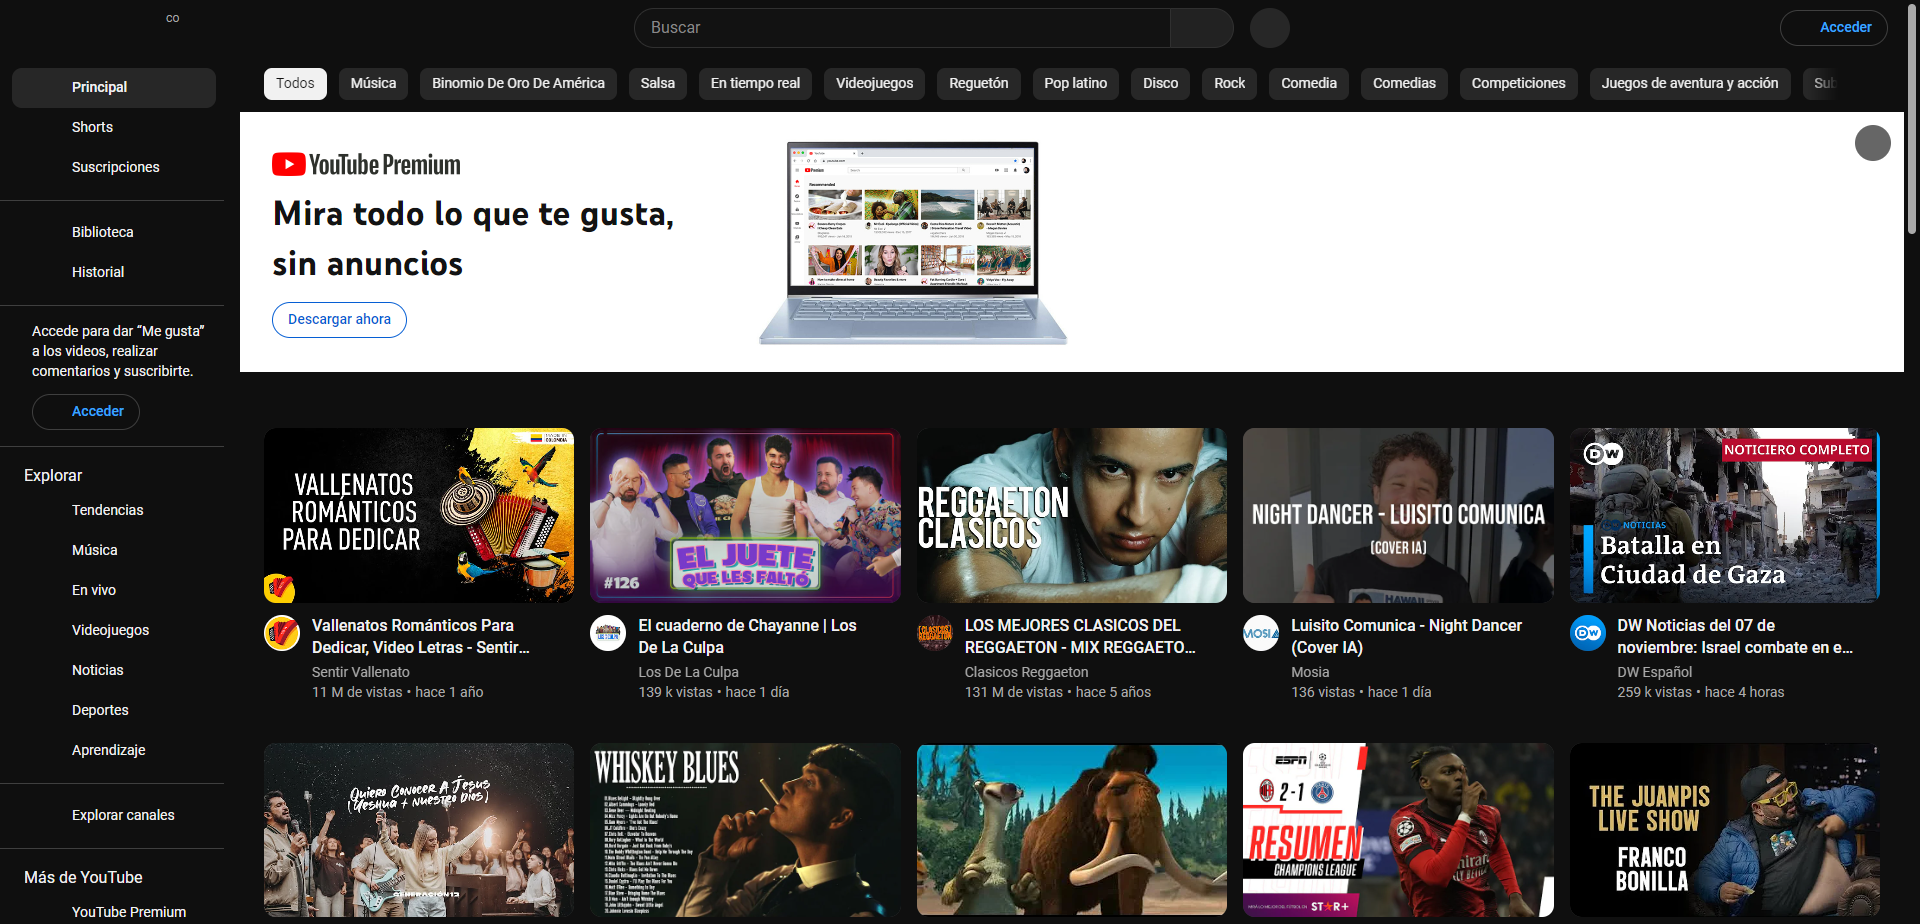 CO
Buscar
Acceder
Principal
Shorts
Suscripciones
Biblioteca
Historial
Accede para dar “Me gusta”
a los videos, realizar
comentarios y suscribirte.
Acceder
Explorar
Tendencias
Música
En vivo
Videojuegos
Noticias
Deportes
Aprendizaje
Explorar canales
Más de YouTube
YouTube Premium
Todos
Música
Binomio De Oro De América
Salsa
En tiempo real
Videojuegos
Reguetón
Pop latino
Disco
Rock
Comedia
Comedias
Competiciones
Juegos de aventura y acción
Sub
YouTube Premium
Mira todo lo que te gusta,
sin anuncios
Descargar ahora
VALLENATOS
ROMÁNTICOS
PARA DEDICAR
COLOMBIA
Vallenatos Románticos Para
Dedicar, Video Letras - Sentir...
Sentir Vallenato
11 M de vistas • hace 1 año
EL JUETE
QUE LES FALTÓ
#126
El cuaderno de Chayanne | Los
De La Culpa
Los De La Culpa
139 k vistas • hace 1 día
REGGAETON
CLASICOS
LOS MEJORES CLASICOS DEL
REGGAETON - MIX REGGAETO...
Clasicos Reggaeton
131 M de vistas • hace 5 años
NIGHT DANCER - LUISITO COMUNICA
(COVER IA)
HAWAII
MOSIA
Luisito Comunica - Night Dancer
(Cover IA)
Mosia
136 vistas • hace 1 día
DW
NOTICIERO COMPLETO
NOTICIAS
Batalla en
Ciudad de Gaza
DW
DW Noticias del 07 de
noviembre: Israel combate en e...
DW Español
259 k vistas • hace 4 horas
QUIERO CONOCER A JESUS
(YESHUA + NUESTRO DIOS)
GENERACIÓN12
WHISKEY BLUES
ESPN
2-1
RESUMEN
CHAMPIONS LEAGUE
STAR+
THE JUANPIS
LIVE SHOW
FRANCO
BONILLA